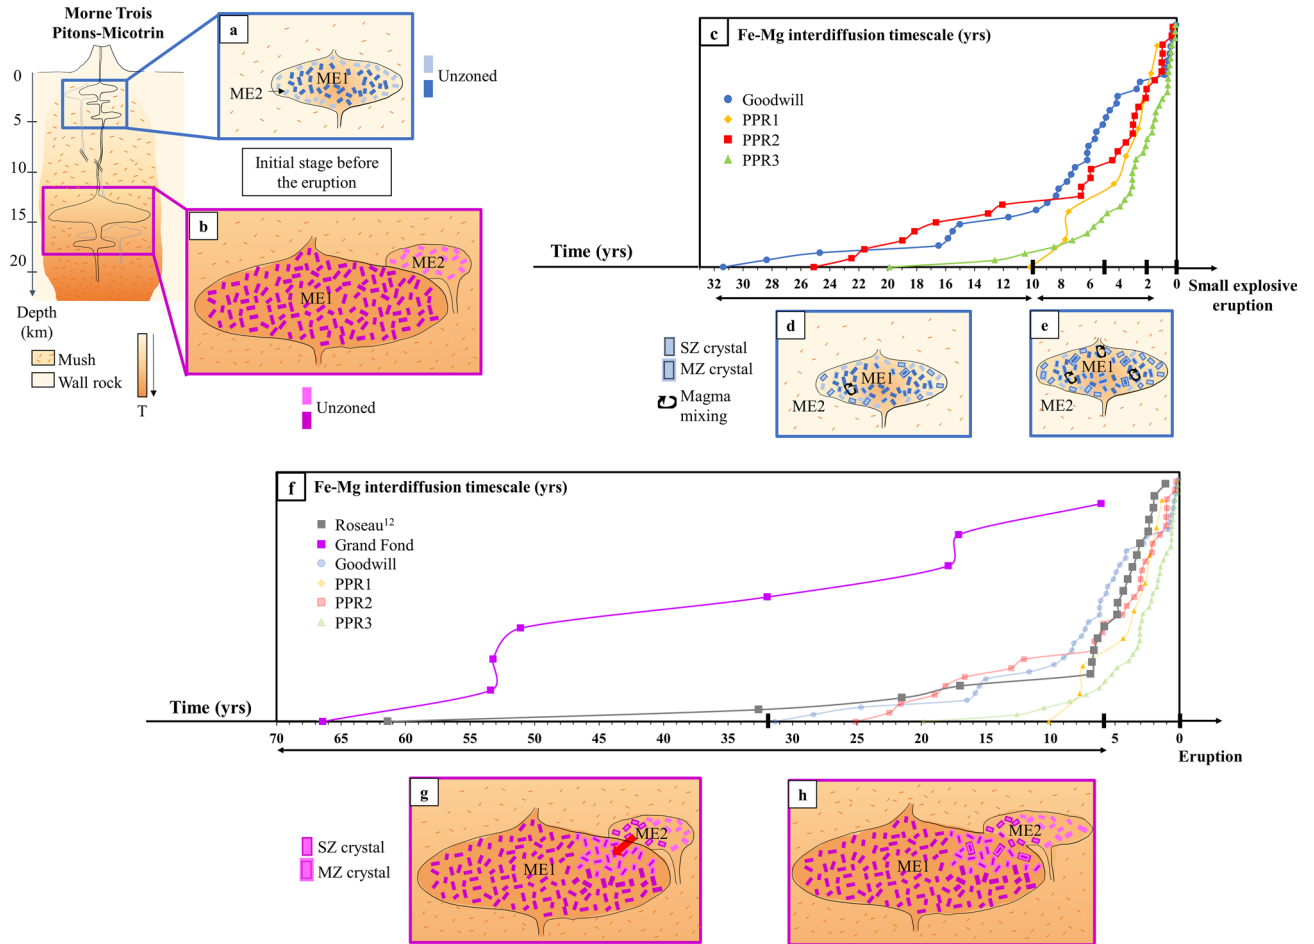 Morne Trois
Pitons-Micotrin
0
5
10
15
20
Depth
(km)
Mush
Wall rock
T
a
ME1
ME2
Unzoned
Initial stage before
the eruption
b
ME2
ME1
Unzoned
c Fe-Mg interdiffusion timescale (yrs)
Goodwill
PPR1
PPR2
PPR3
Time (yrs)
32 30 28 26 24 22 20 18 16 14 12 10 8 6 4 2 0
Small explosive
eruption
SZ crystal
MZ crystal
Magma
mixing
d
ME1
ME2
e
ME1
ME2
f Fe-Mg interdiffusion timescale (yrs)
Roseau12
Grand Fond
Goodwill
PPR1
PPR2
PPR3
Time (yrs)
70 65 60 55 50 45 40 35 30 25 20 15 10 5 0
Eruption
SZ crystal
MZ crystal
g
ME2
ME1
h
ME2
ME1